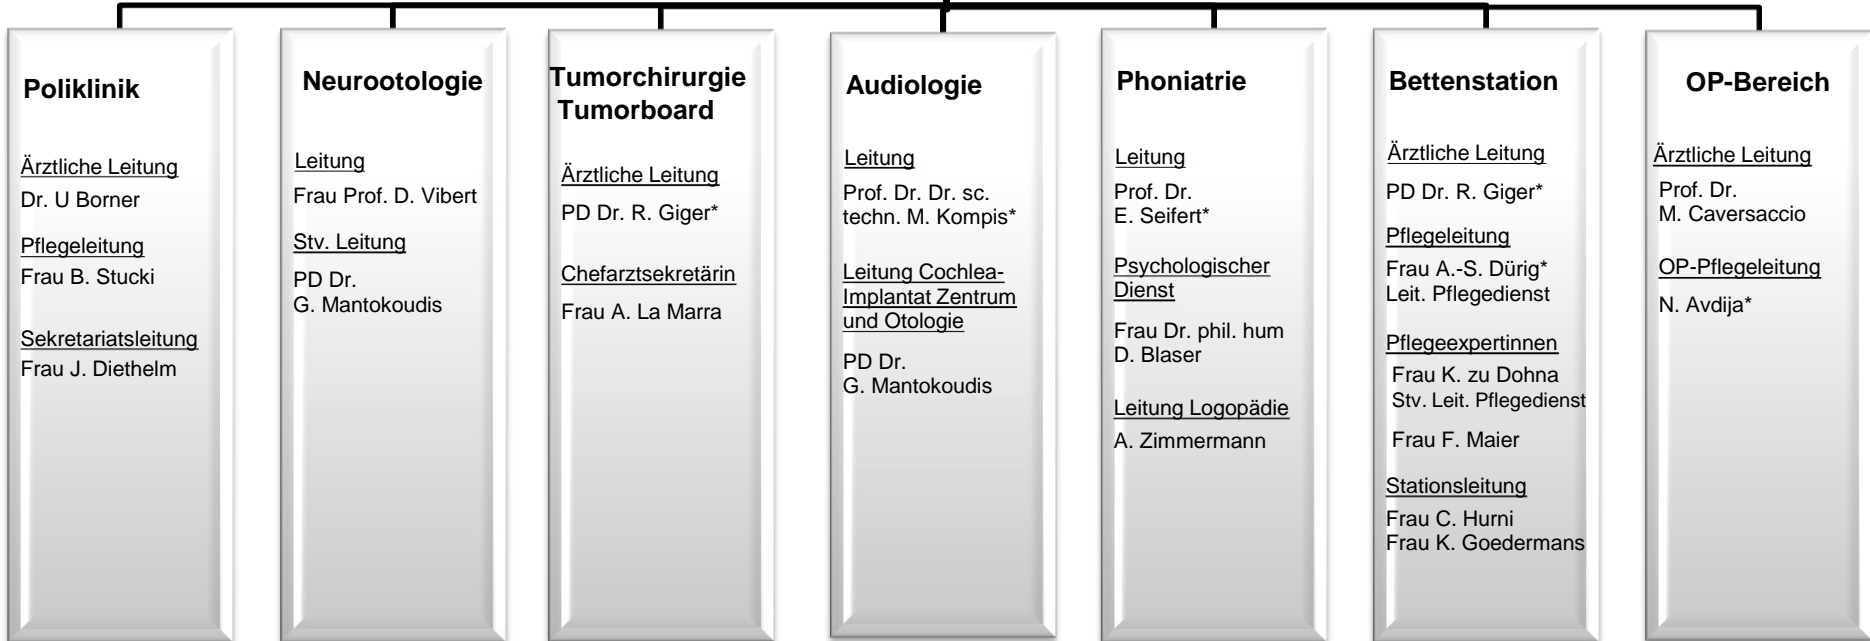 Poliklinik
Ärztliche Leitung
Dr. U Borner
Pflegeleitung
Frau B. Stucki
Sekretariatsleitung
Frau J. Diethelm
Neurootologie
Leitung
Frau Prof. D. Vibert
Stv. Leitung
PD Dr.
G. Mantokoudis
Tumorchirurgie
Tumorboard
Ärztliche Leitung
PD Dr. R. Giger*
Chefarztsekretärin
Frau A. La Marra
Audiologie
Leitung
Prof. Dr. Dr. sc.
techn. M. Kompis*
Leitung Cochlea-
Implantat Zentrum
und Otologie
PD Dr.
G. Mantokoudis
Phoniatrie
Leitung
Prof. Dr.
E. Seifert*
Psychologischer
Dienst
Frau Dr. phil. hum
D. Blaser
Leitung Logopädie
A. Zimmermann
Bettenstation
Ärztliche Leitung
PD Dr. R. Giger*
Pflegeleitung
Frau A.-S. Dürig*
Leit. Pflegedienst
Pflegeexpertinnen
Frau K. zu Dohna
Stv. Leit. Pflegedienst
Frau F. Maier
Stationsleitung
Frau C. Hurni
Frau K. Goedermans
OP-Bereich
Ärztliche Leitung
Prof. Dr.
M. Caversaccio
OP-Pflegeleitung
N. Avdija*